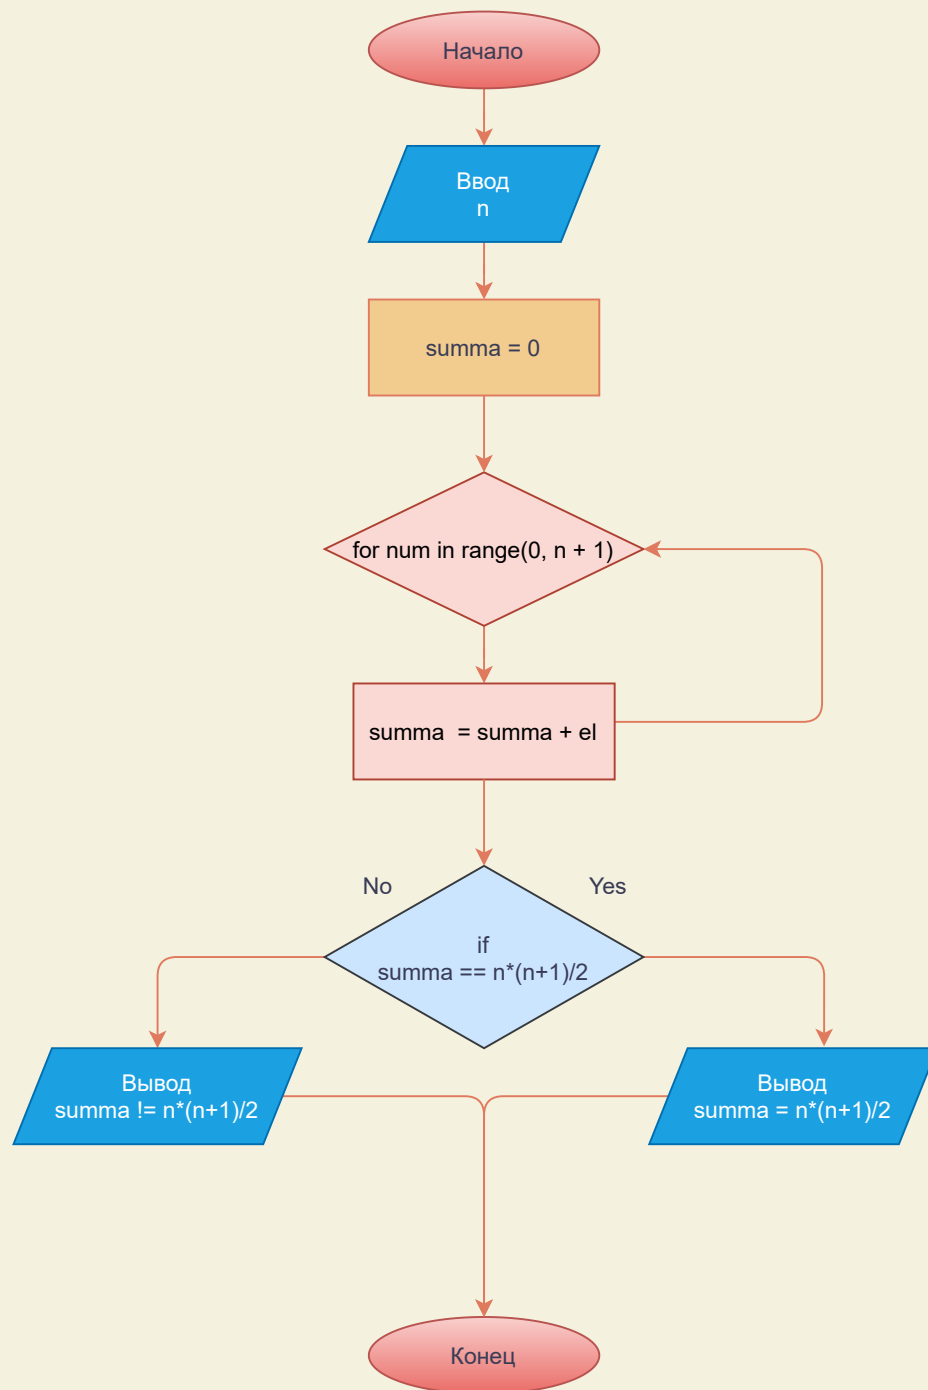 Начало
Ввод
n
summa = 0
for num in range(0, n + 1)
summa  = summa + el
No
Yes
if
summa == n*(n+1)/2
Вывод
summa != n*(n+1)/2
Вывод
summa = n*(n+1)/2
Конец